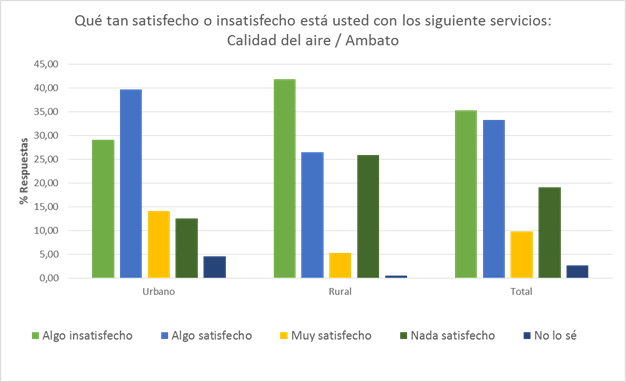 Qué tan satisfecho o insatisfecho está usted con los siguiente servicios:
Calidad del aire / Ambato
45,00
40,00
35,00
30,00
25,00
20,00
15,00
10,00
5,00
0,00
% Respuestas
Urbano
Rural
Total
Algo insatisfecho
Algo satisfecho
Muy satisfecho
Nada satisfecho
No lo sé